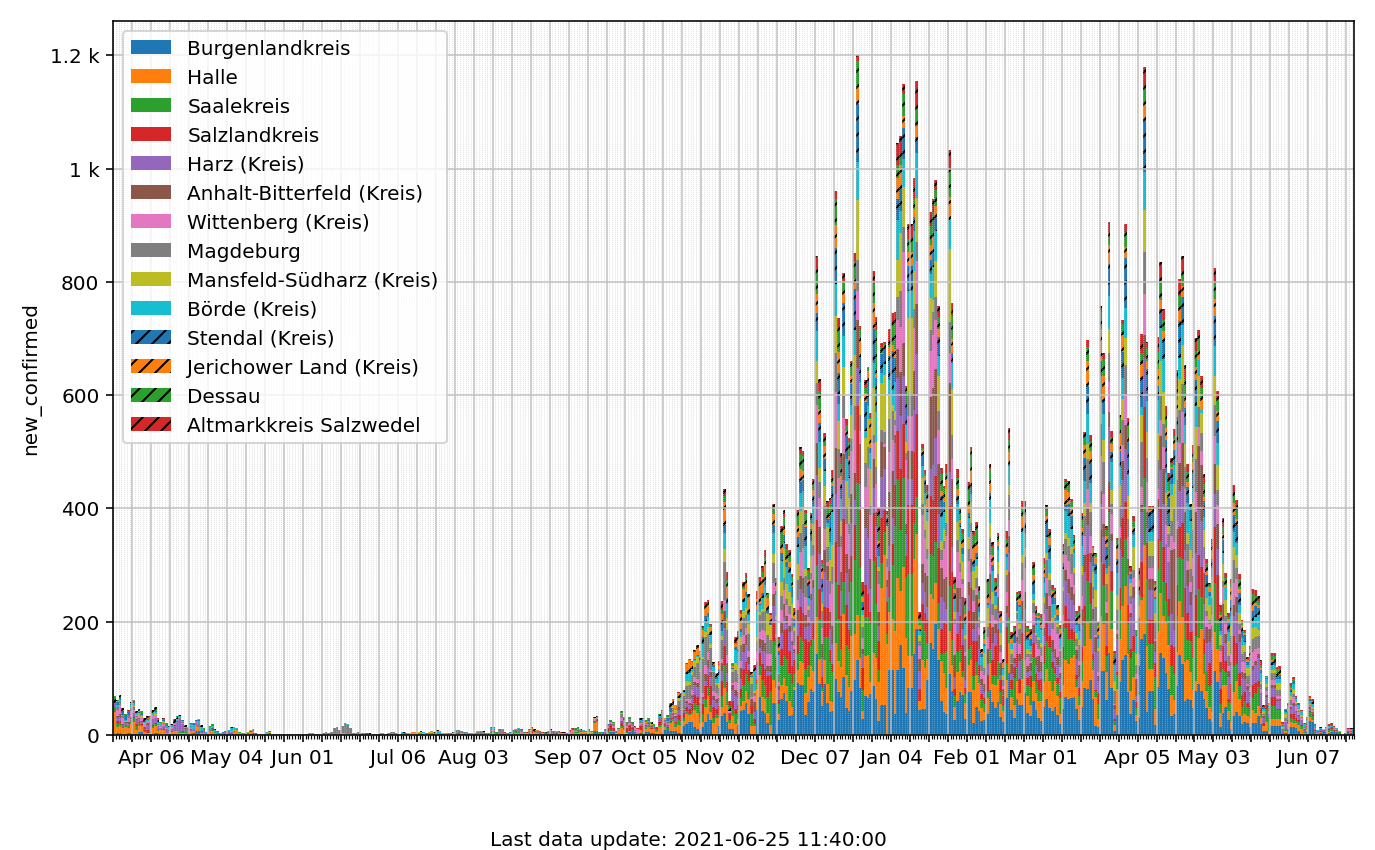 1.2 k
1 k
800
600
400
200
0
new_confirmed
Burgenlandkreis
Halle
Saalekreis
Salzlandkreis
Harz (Kreis)
Anhalt-Bitterfeld (Kreis)
Wittenberg (Kreis)
Magdeburg
Mansfeld-Südharz (Kreis)
Börde (Kreis)
Stendal (Kreis)
Jerichower Land (Kreis)
Dessau
Altmarkkreis Salzwedel
Apr 06 May 04 Jun 01 Jul 06 Aug 03 Sep 07 Oct 05 Nov 02 Dec 07 Jan 04 Feb 01 Mar 01 Apr 05 May 03 Jun 07
Last data update: 2021-06-25 11:40:00